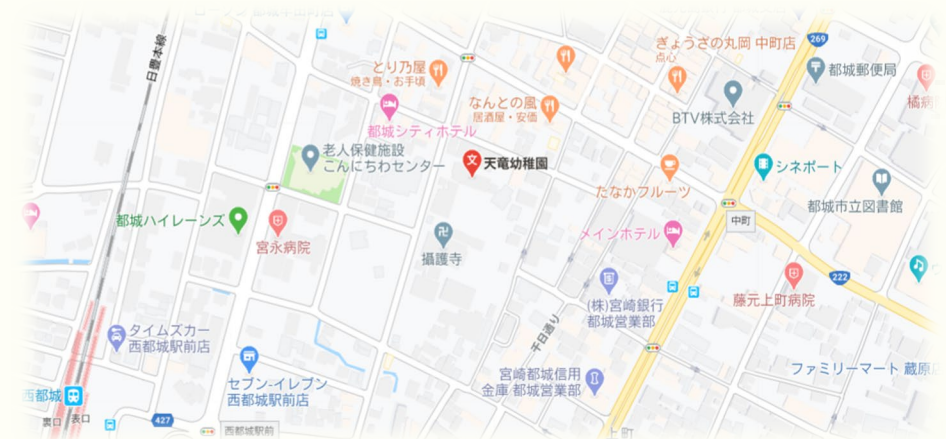 269
ぎょうざの丸岡 中町店
点心
とり乃屋
焼き鳥・お手頃
都城郵便局
日豊本線
なんとの風
居酒屋・安価
橘病
都城シティホテル
BTV株式会社
老人保健施設
こんにちわセンター
文
天竜幼稚園
シネポート
たなかフルーツ
都城市立図書館
都城ハイレーンズ
中町
メインホテル
宮永病院
卍
攝護寺
222
藤元上町病院
(株)宮崎銀行
都城営業部
千日通り
タイムズカー
西都城駅前店
ファミリーマート 蔵原
セブン-イレブン
西都城駅前店
宮崎都城信用
金庫 都城営業部
西都城
裏口
表口
427
西都城駅前
上町